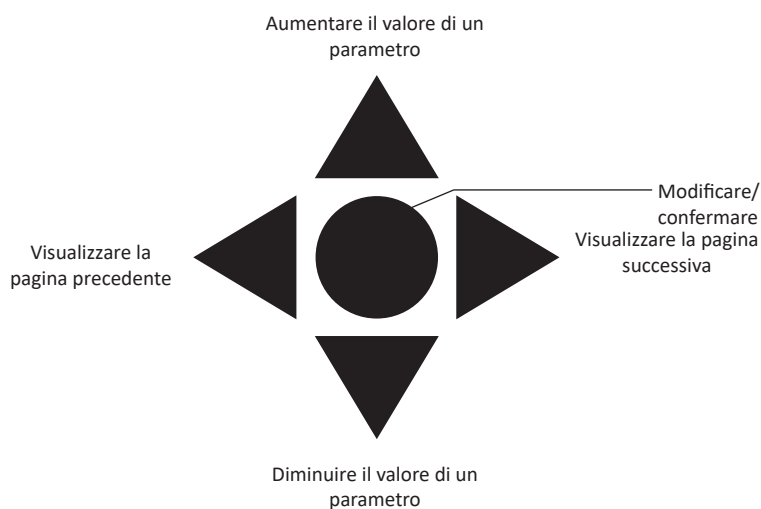 Aumentare il valore di un
parametro
Modificare/
confermare
Visualizzare la
pagina precedente
Visualizzare la pagina
successiva
Diminuire il valore di un
parametro